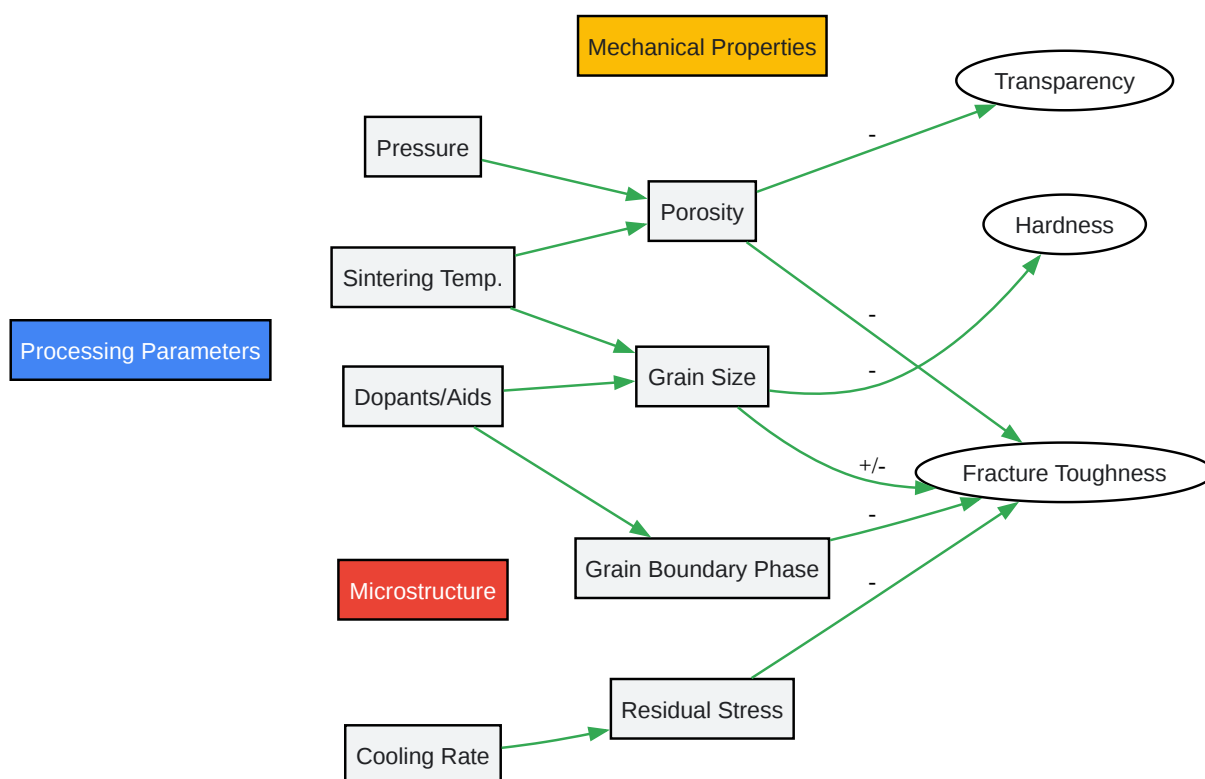 Mechanical Properties
Transparency
-
Pressure
Porosity
Hardness
Sintering Temp.
-
Processing Parameters
Grain Size
-
Dopants/Aids
+/-
Fracture Toughness
-
Grain Boundary Phase
Microstructure
-
Residual Stress
Cooling Rate